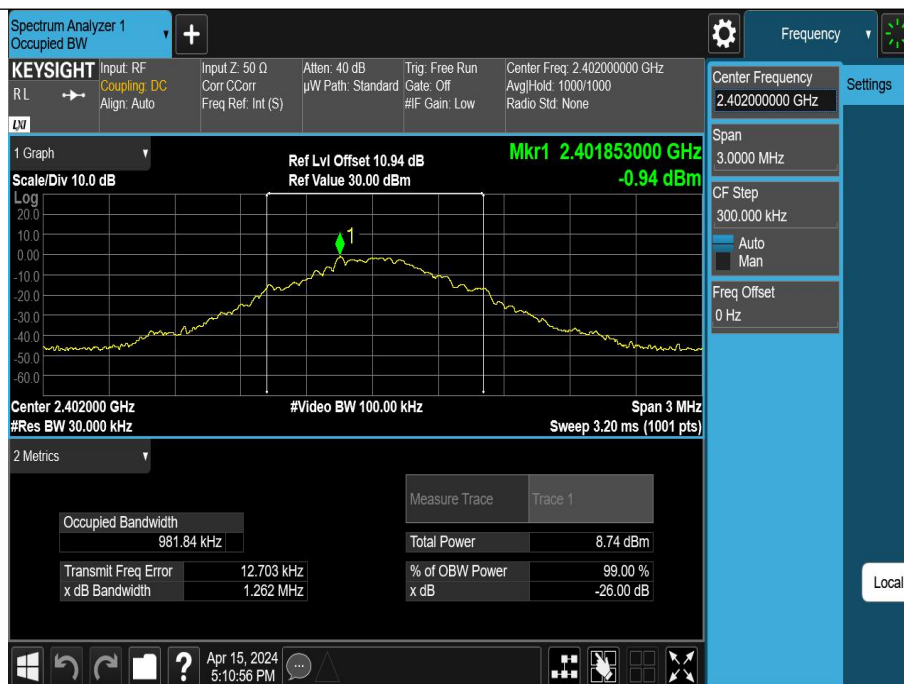 Spectrum Analyzer 1
Occupied BW
+
Frequency
KEYSIGHT
R L
LXI
Input: RF
Coupling: DC
Align: Auto
Input Z: 50 Ω
Corr CCorr
Freq Ref: Int (S)
Atten: 40 dB
µW Path: Standard
Trig: Free Run
Gate: Off
#IF Gain: Low
Center Freq: 2.402000000 GHz
Avg|Hold: 1000/1000
Radio Std: None
Center Frequency
2.402000000 GHz
Settings
Span
3.0000 MHz
CF Step
300.000 kHz
Auto
Man
Freq Offset
0 Hz
Local
1 Graph
Scale/Div 10.0 dB
Ref Lvl Offset 10.94 dB
Ref Value 30.00 dBm
Mkr1 2.401853000 GHz
-0.94 dBm
Log
20.0
10.0
0.00
-10.0
-20.0
-30.0
-40.0
-50.0
-60.0
1
Center 2.402000 GHz
#Res BW 30.000 kHz
#Video BW 100.00 kHz
Span 3 MHz
Sweep 3.20 ms (1001 pts)
2 Metrics
Measure Trace Trace 1
Occupied Bandwidth
981.84 kHz
Total Power 8.74 dBm
Transmit Freq Error 12.703 kHz
% of OBW Power 99.00 %
x dB Bandwidth 1.262 MHz
x dB -26.00 dB
?
Apr 15, 2024
5:10:56 PM